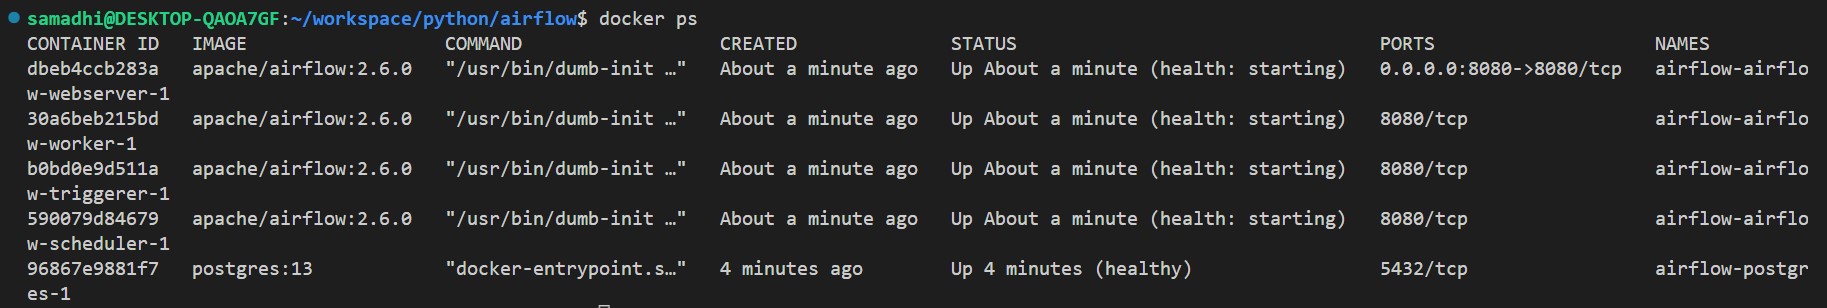 samadhi@DESKTOP-QAOA7GF:~/workspace/python/airflow$ docker ps
CONTAINER ID   IMAGE                  COMMAND                  CREATED              STATUS                                 PORTS                    NAMES
dbeb4ccb283a   apache/airflow:2.6.0   "/usr/bin/dumb-init …"   About a minute ago   Up About a minute (health: starting)   0.0.0.0:8080->8080/tcp   airflow-airflo
w-webserver-1
30a6beb215bd   apache/airflow:2.6.0   "/usr/bin/dumb-init …"   About a minute ago   Up About a minute (health: starting)   8080/tcp                 airflow-airflo
w-worker-1
b0bd0e9d511a   apache/airflow:2.6.0   "/usr/bin/dumb-init …"   About a minute ago   Up About a minute (health: starting)   8080/tcp                 airflow-airflo
w-triggerer-1
590079d84679   apache/airflow:2.6.0   "/usr/bin/dumb-init …"   About a minute ago   Up About a minute (health: starting)   8080/tcp                 airflow-airflo
w-scheduler-1
96867e9881f7   postgres:13            "docker-entrypoint.s…"   4 minutes ago        Up 4 minutes (healthy)                 5432/tcp                 airflow-postgr
es-1